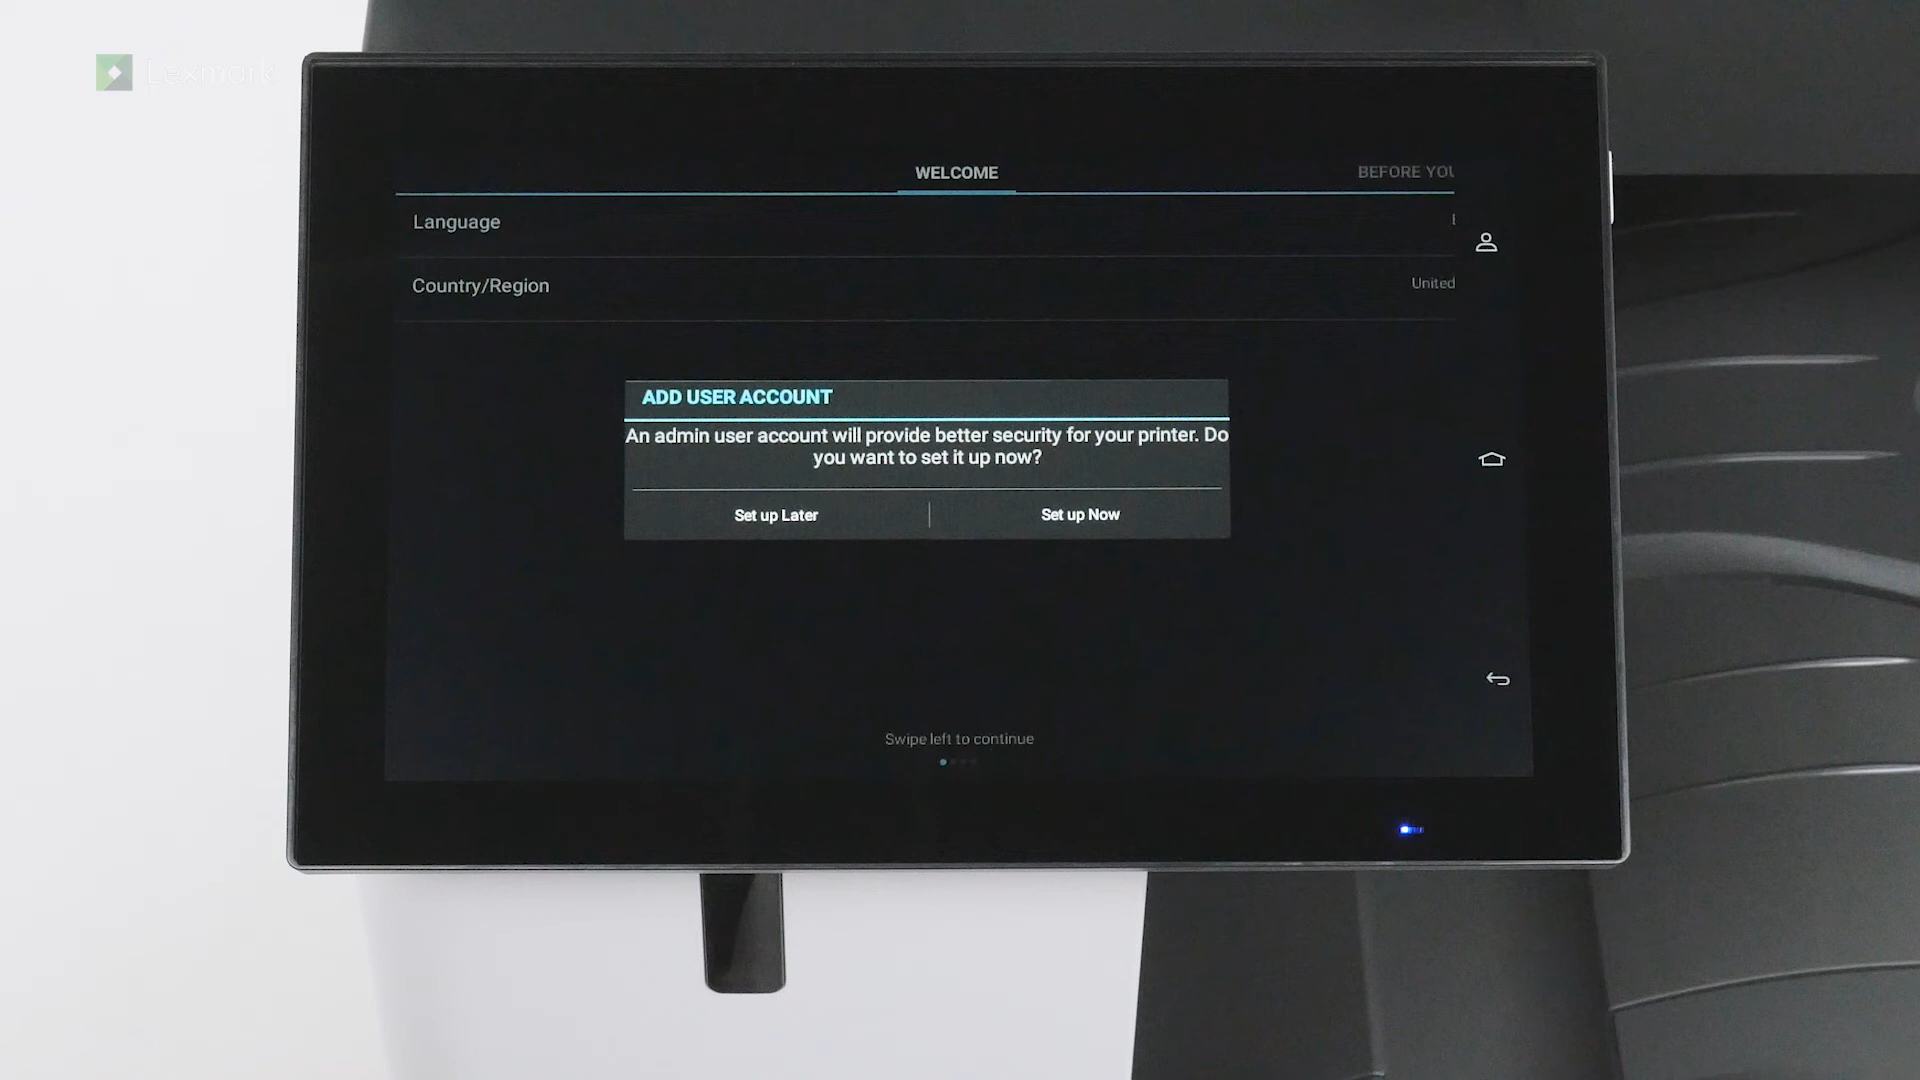 Lexmark
WELCOME
BEFORE YOU
Language
Country/Region
United
ADD USER ACCOUNT
An admin user account will provide better security for your printer. Do
you want to set it up now?
Set up Later
Set up Now
Swipe left to continue